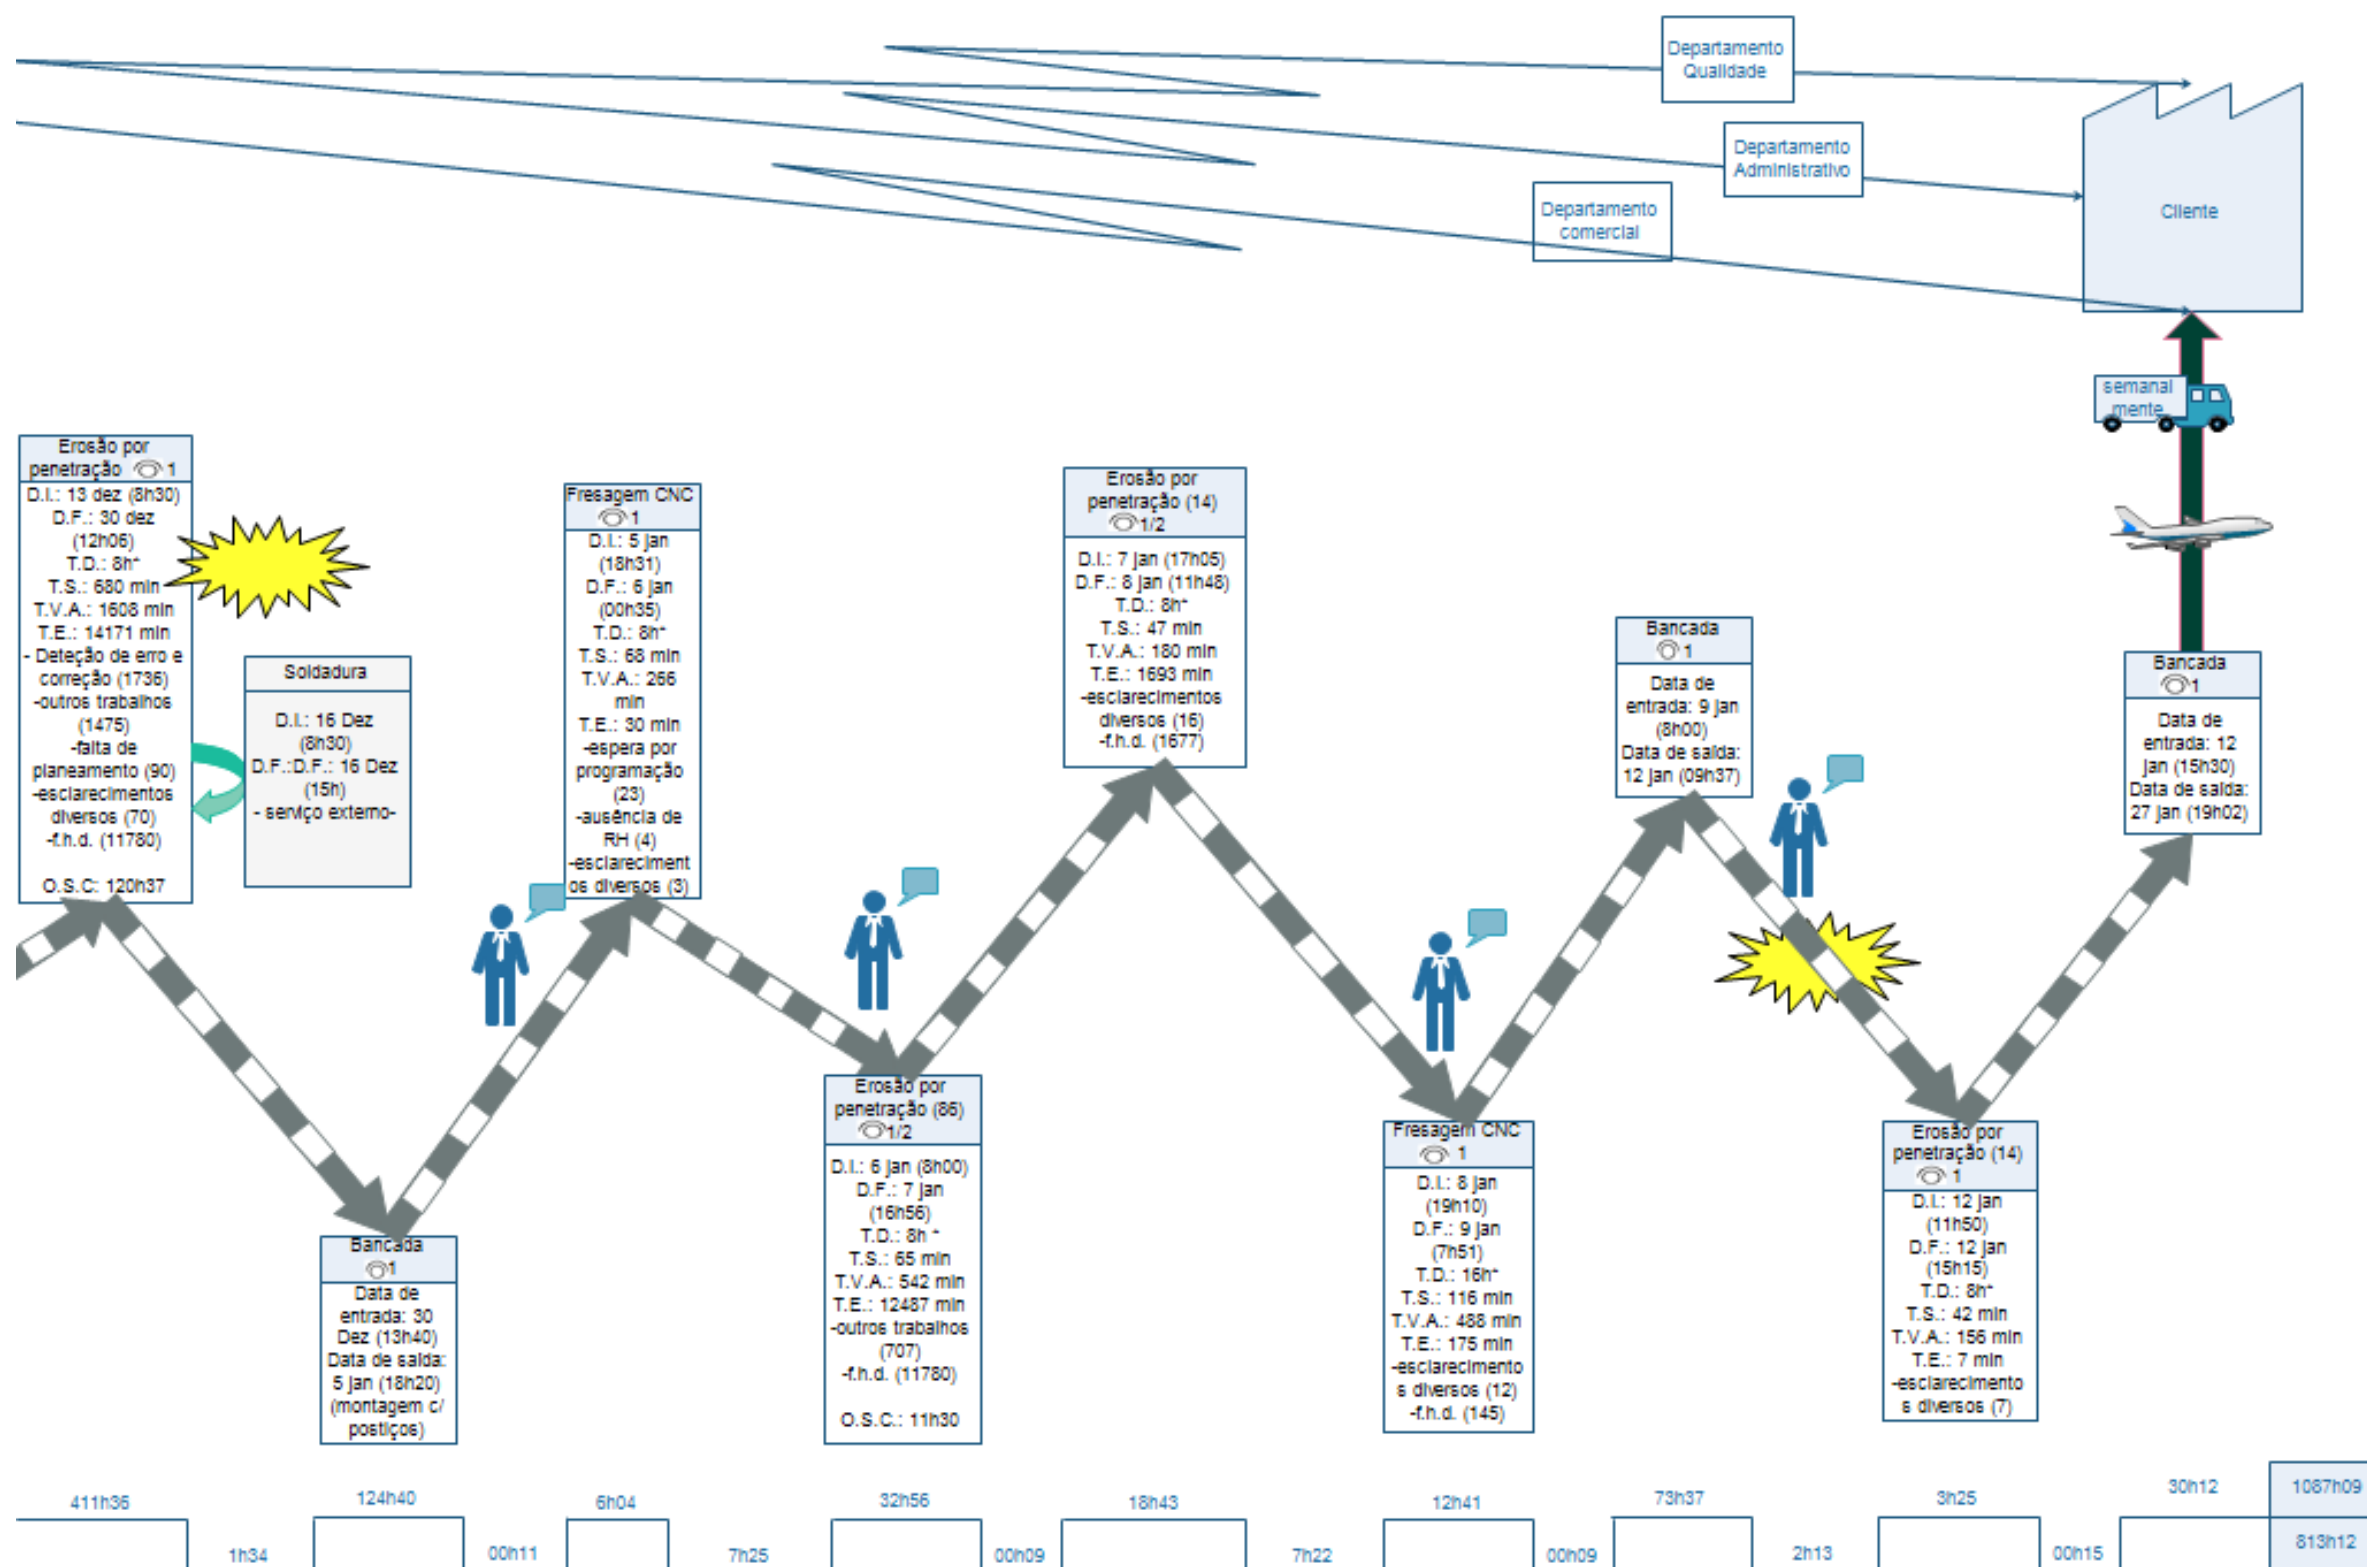 Departamento
Qualidade
Departamento
Administrativo
Departamento
comercial
Cliente
semanal
mente
Erosão por
penetração 1
D.I.: 13 dez (8h30)
D.F.: 30 dez
(12h06)
T.D.: 8h*
T.S.: 680 min
T.V.A.: 1608 min
T.E.: 14171 min
- Deteção de erro e
correção (1736)
-outros trabalhos
(1475)
-falta de
planeamento (90)
-esclarecimentos
diversos (70)
-f.h.d. (11780)
O.S.C: 120h37
Soldadura
D.I.: 16 Dez
(8h30)
D.F.:D.F.: 16 Dez
(15h)
- serviço externo-
Bancada
1
Data de
entrada: 30
Dez (13h40)
Data de saída:
5 jan (18h20)
(montagem c/
postiços)
Fresagem CNC
1
D.I.: 5 jan
(18h31)
D.F.: 6 jan
(00h35)
T.D.: 8h*
T.S.: 68 min
T.V.A.: 266
min
T.E.: 30 min
-espera por
programação
(23)
-ausência de
RH (4)
-esclareciment
os diversos (3)
Erosão por
penetração (86)
1/2
D.I.: 6 jan (8h00)
D.F.: 7 jan
(16h56)
T.D.: 8h *
T.S.: 65 min
T.V.A.: 542 min
T.E.: 12487 min
-outros trabalhos
(707)
-f.h.d. (11780)
O.S.C.: 11h30
Erosão por
penetração (14)
1/2
D.I.: 7 jan (17h05)
D.F.: 8 jan (11h48)
T.D.: 8h*
T.S.: 47 min
T.V.A.: 180 min
T.E.: 1693 min
-esclarecimentos
diversos (16)
-f.h.d. (1677)
Fresagem CNC
1
D.I.: 8 jan
(19h10)
D.F.: 9 jan
(7h51)
T.D.: 16h*
T.S.: 116 min
T.V.A.: 488 min
T.E.: 175 min
-esclarecimento
s diversos (12)
-f.h.d. (145)
Bancada
1
Data de
entrada: 9 jan
(8h00)
Data de saída:
12 jan (09h37)
Erosão por
penetração (14)
1
D.I.: 12 jan
(11h50)
D.F.: 12 jan
(15h15)
T.D.: 8h*
T.S.: 42 min
T.V.A.: 156 min
T.E.: 7 min
-esclarecimento
s diversos (7)
Bancada
1
Data de
entrada: 12
jan (15h30)
Data de saída:
27 jan (19h02)
411h36
124h40
6h04
32h56
18h43
12h41
73h37
3h25
30h12
1087h09
1h34
00h11
7h25
00h09
7h22
00h09
2h13
00h15
813h12